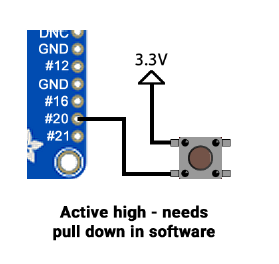 DNC
GND
#12
GND
#16
#20
#21
3.3V
Active high - needs
pull down in software